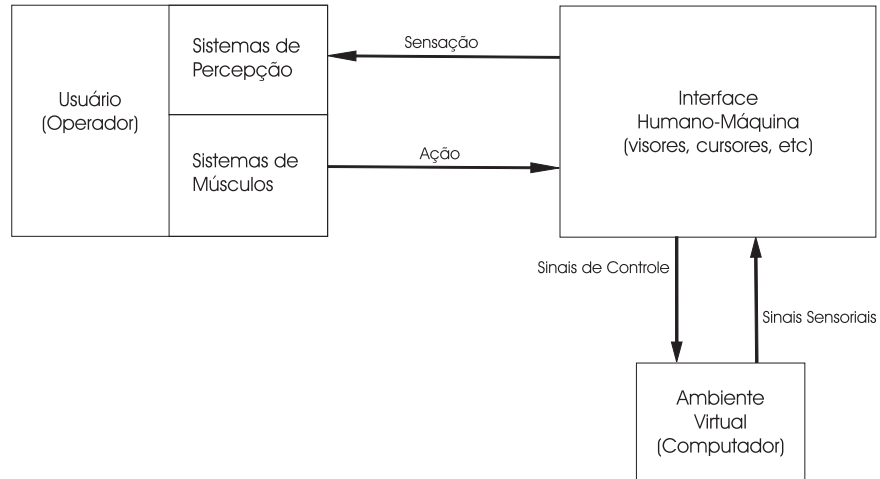 Usuário
(Operador)
Sistemas de
Percepção
Sistemas de
Músculos
Sensação
Ação
Interface
Humano-Máquina
(visores, cursores, etc)
Sinais de Controle
Sinais Sensoriais
Ambiente
Virtual
(Computador)